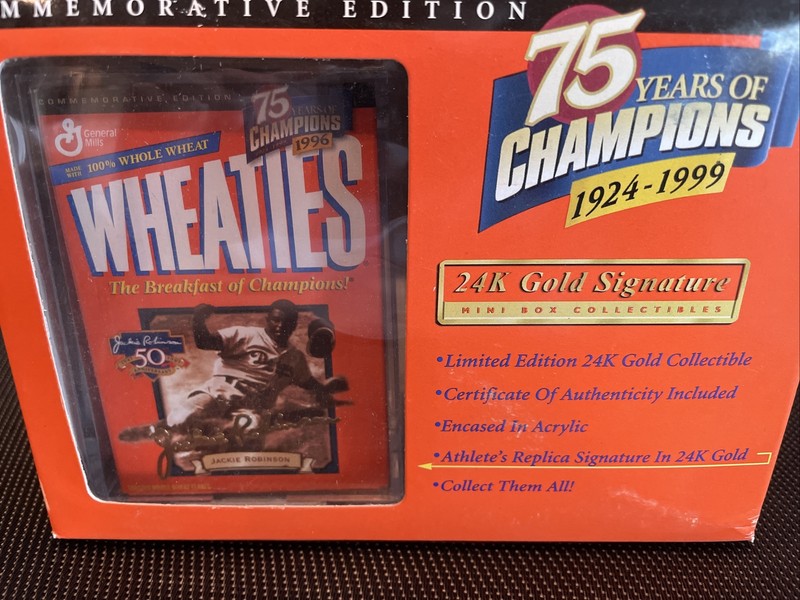 MMEMORATIVE EDITION
75
YEARS OF
CHAMPIONS
1924-1999
COMMEMORATIVE EDITION
75
YEARS OF
CHAMPIONS
1996
General
Mills
MADE
WITH
100% WHOLE WHEAT
WHEATIES
The Breakfast of Champions!
Jackie Robinson
50
JACKIE ROBINSON
24K Gold Signature
MINI BOX COLLECTIBLES
•Limited Edition 24K Gold Collectible
•Certificate Of Authenticity Included
•Encased In Acrylic
•Athlete's Replica Signature In 24K Gold
•Collect Them All!